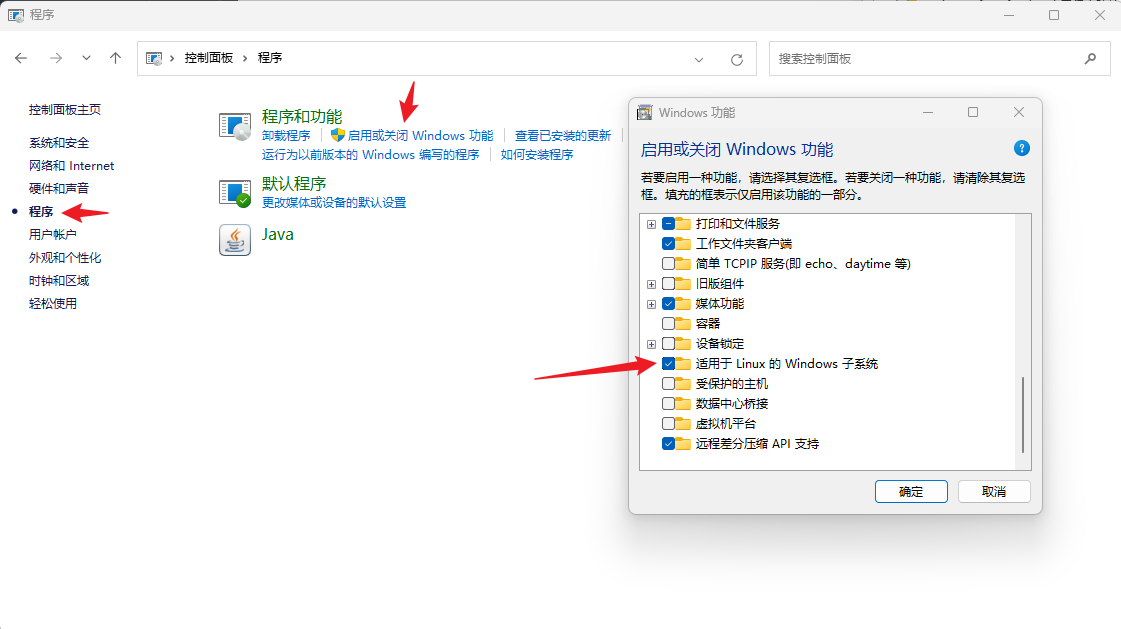 程序
控制面板 › 程序
搜索控制面板
控制面板主页
系统和安全
网络和 Internet
硬件和声音
程序
用户帐户
外观和个性化
时钟和区域
轻松使用
程序和功能
卸载程序 启用或关闭 Windows 功能 查看已安装的更新
运行为以前版本的 Windows 编写的程序 如何安装程序
默认程序
更改媒体或设备的默认设置
Java
Windows 功能
启用或关闭 Windows 功能
若要启用一种功能，请选择其复选框。若要关闭一种功能，请清除其复选
框。填充的框表示仅启用该功能的一部分。
打印和文件服务
工作文件夹客户端
简单 TCPIP 服务(即 echo、daytime 等)
旧版组件
媒体功能
容器
设备锁定
适用于 Linux 的 Windows 子系统
受保护的主机
数据中心桥接
虚拟机平台
远程差分压缩 API 支持
确定 取消